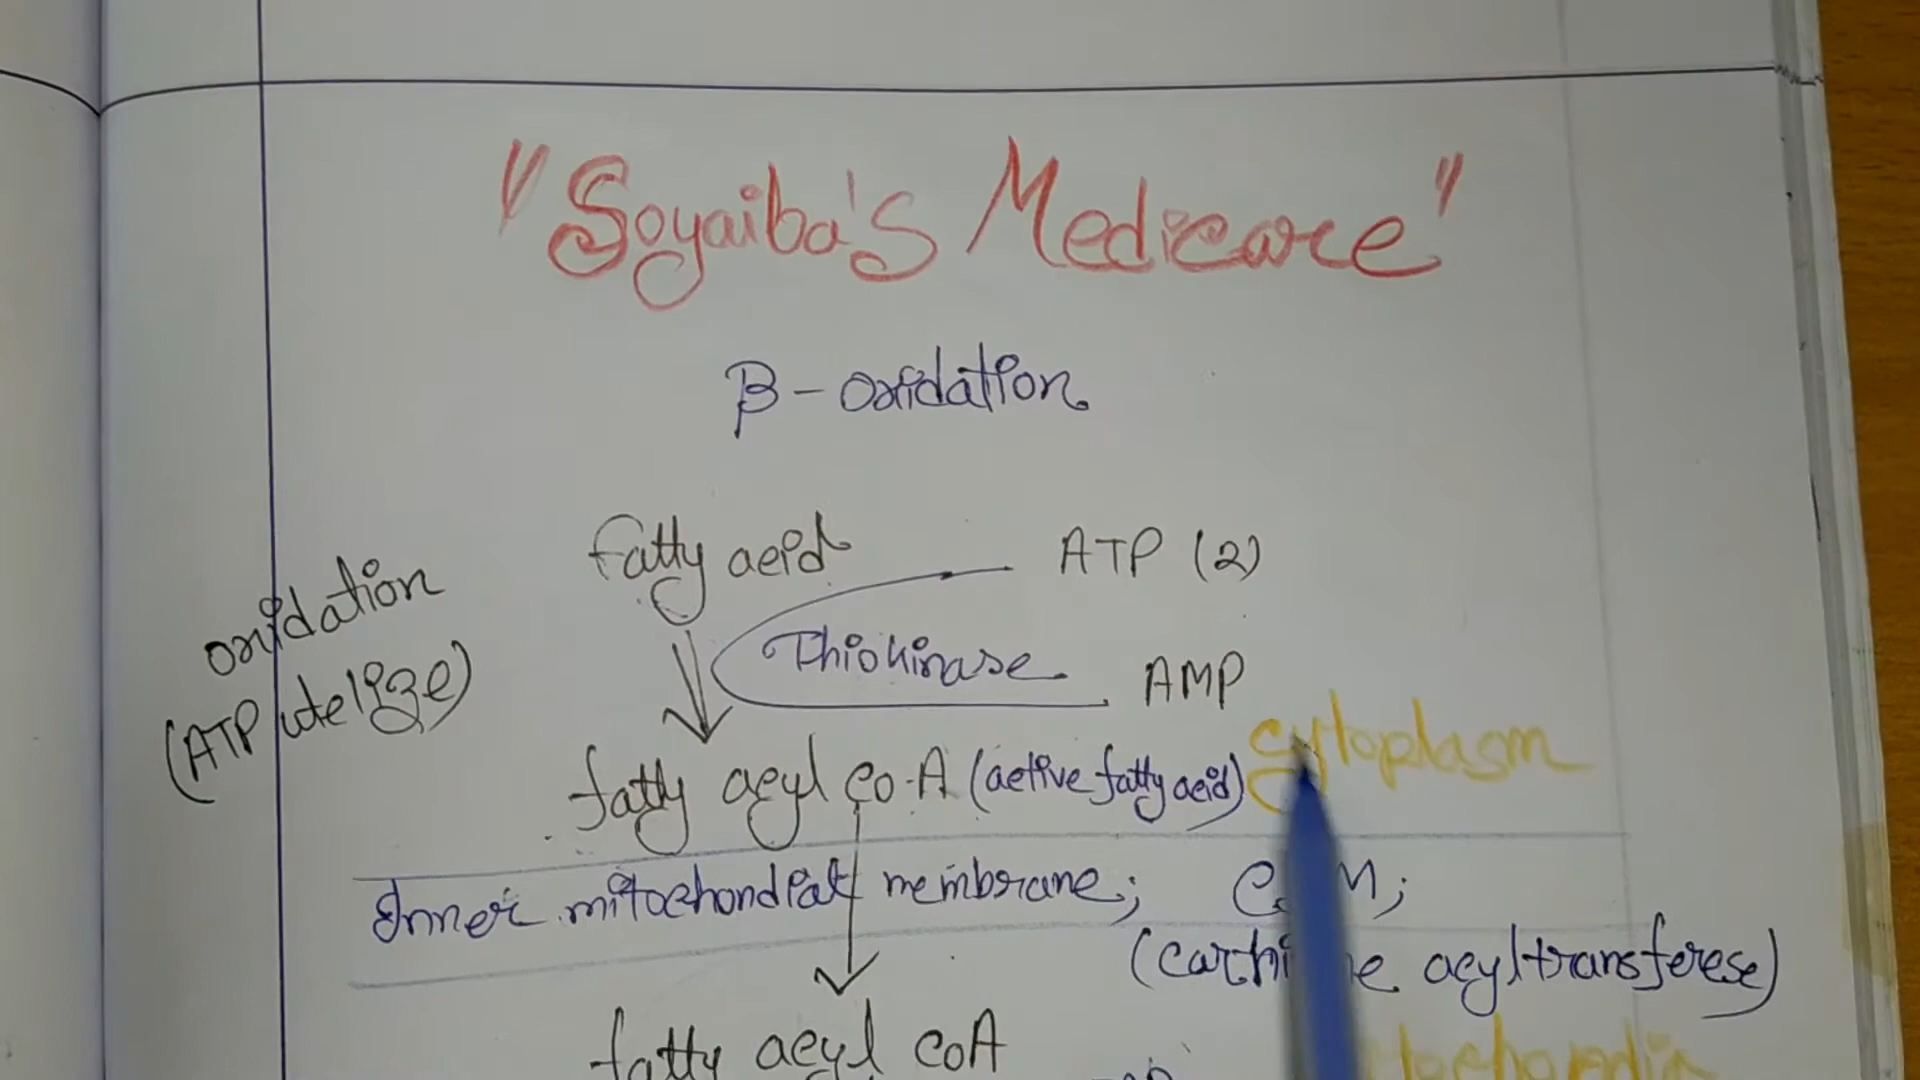 "Soyaiba's Medicare"
β-oxidation
fatty acid ATP (2)
oxidation
(ATP utelize)
Thiokinase AMP
fatty acyl co-A (active fatty acid) cytoplasm
Inner mitochondrial membrane;
acyltransferese)
fatty acyl coA